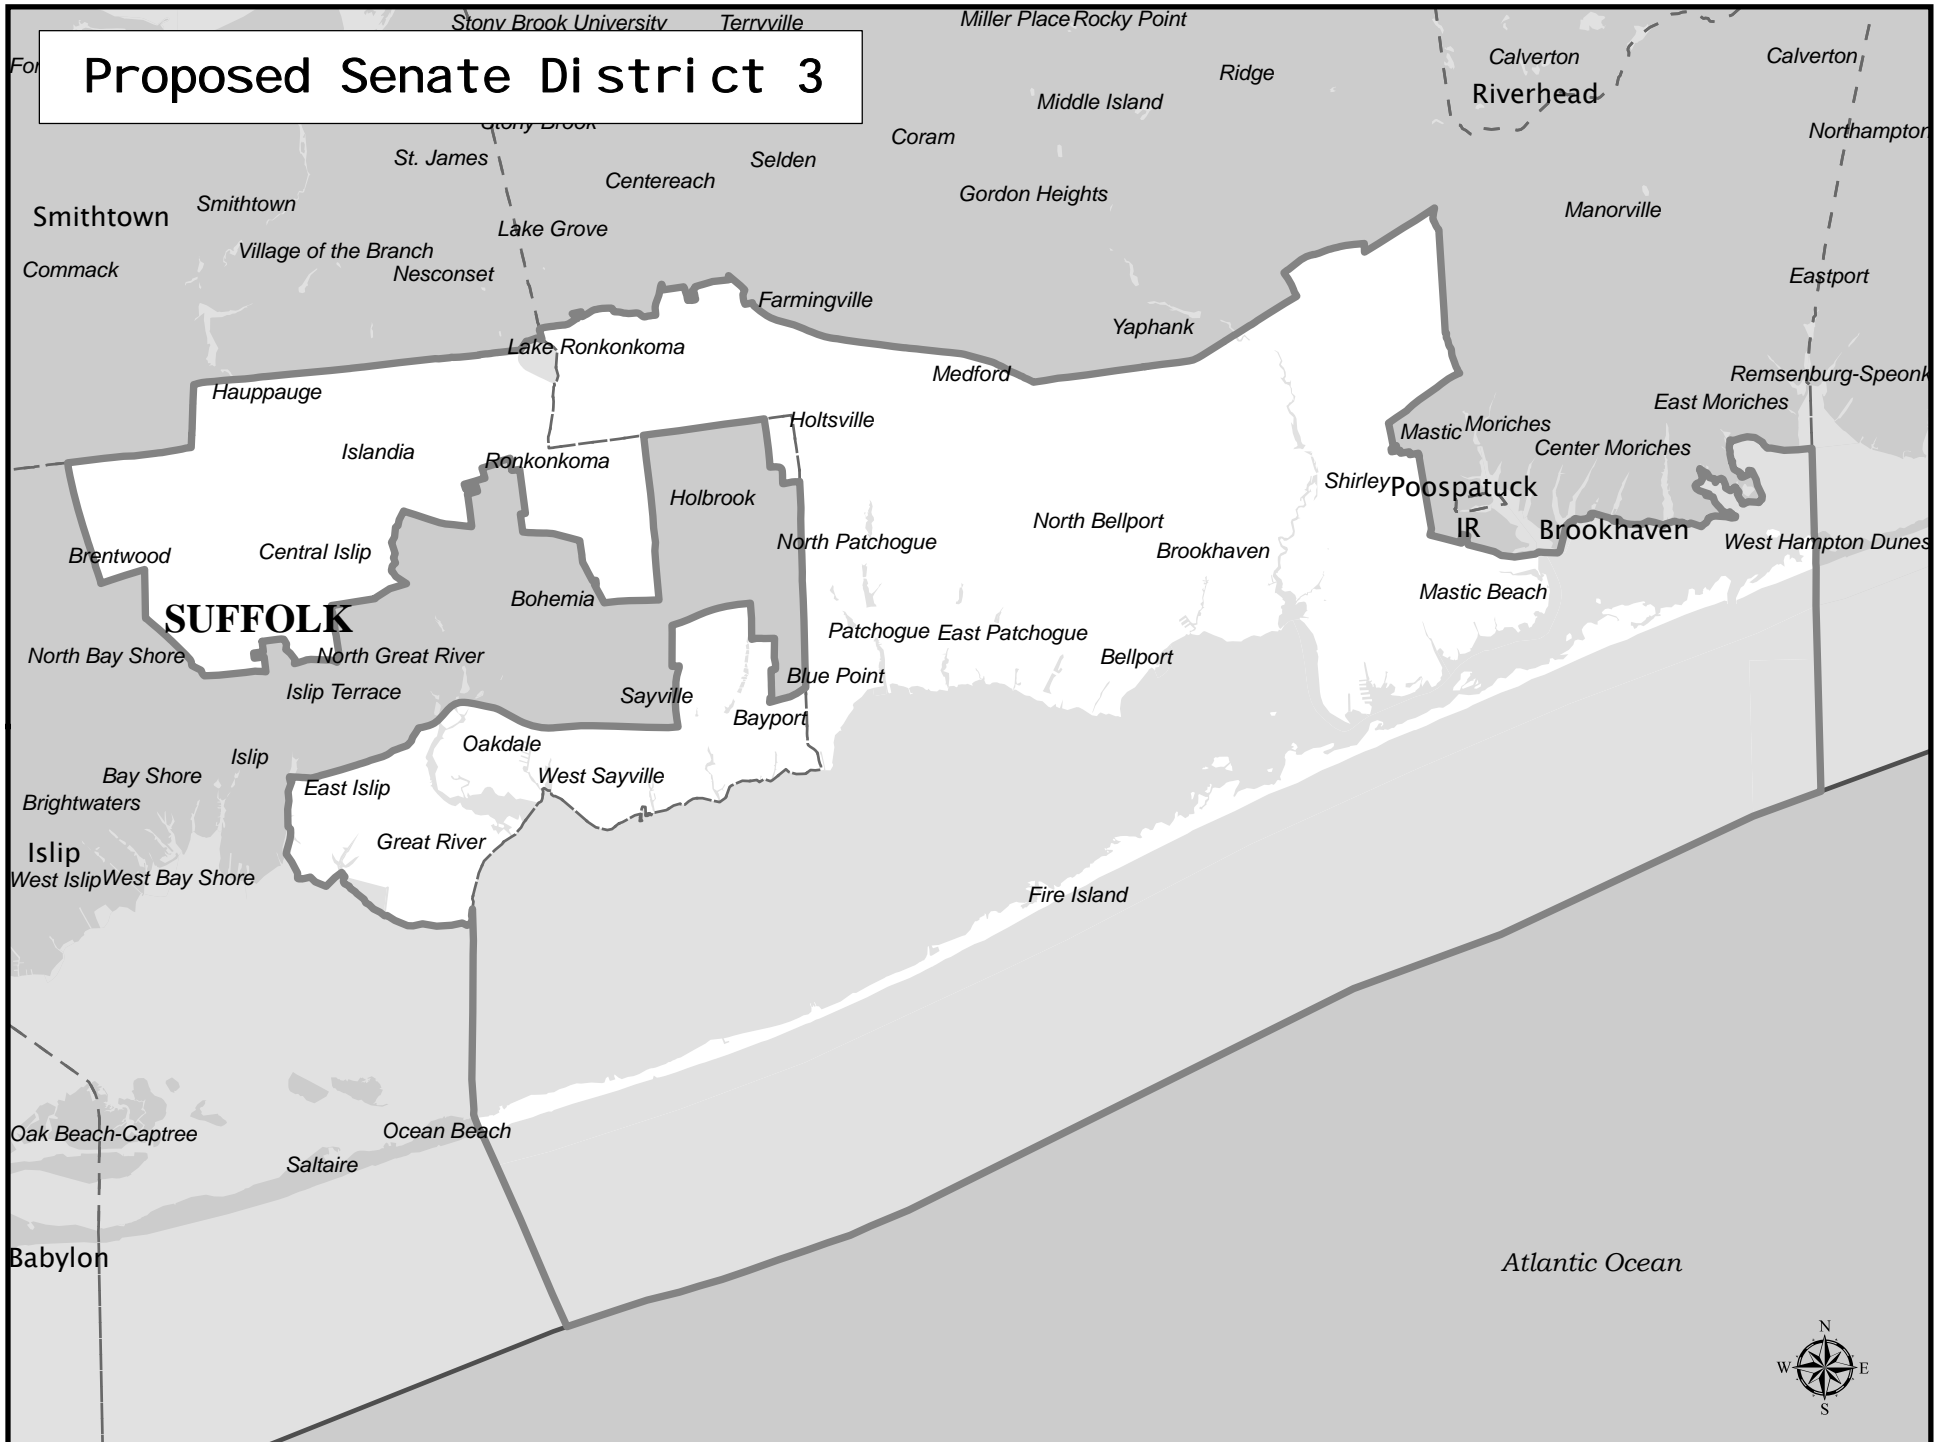 Stony Brook University
Terryville
Miller Place
Rocky Point
Proposed Senate District 3
Calverton
Calverton
Ridge
Riverhead
Middle Island
Stony Brook
Northampton
Coram
St. James
Selden
Centereach
Gordon Heights
Smithtown
Smithtown
Manorville
Lake Grove
Village of the Branch
Commack
Nesconset
Eastport
Farmingville
Yaphank
Lake Ronkonkoma
Medford
Remsenburg-Speonk
Hauppauge
East Moriches
Holtsville
Mastic
Moriches
Islandia
Center Moriches
Ronkonkoma
Shirley
Poospatuck
IR
Holbrook
North Bellport
Brookhaven
North Patchogue
West Hampton Dunes
Brentwood
Central Islip
Brookhaven
Bohemia
Mastic Beach
SUFFOLK
Patchogue
East Patchogue
North Bay Shore
North Great River
Bellport
Blue Point
Islip Terrace
Sayville
Bayport
Oakdale
Islip
Bay Shore
West Sayville
East Islip
Brightwaters
Great River
Islip
West Islip
West Bay Shore
Fire Island
Oak Beach-Captree
Ocean Beach
Saltaire
Babylon
Atlantic Ocean
N
W
E
S